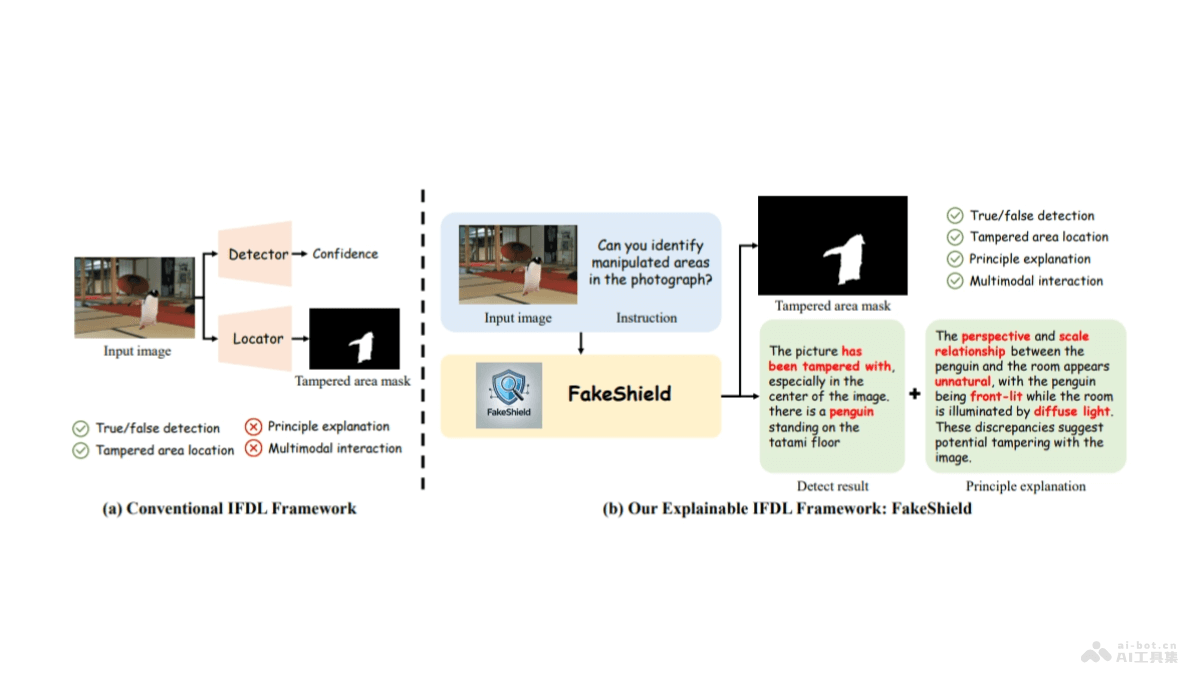 Detector
Confidence
Locator
Input image
Tampered area mask
True/false detection
Principle explanation
Tampered area location
Multimodal interaction
(a) Conventional IFDL Framework
Can you identify
manipulated areas
in the photograph?
Input image
Instruction
FakeShield
FakeShield
Tampered area mask
True/false detection
Tampered area location
Principle explanation
Multimodal interaction
The picture has
been tampered with,
especially in the
center of the image.
there is a penguin
standing on the
tatami floor
Detect result
+
The perspective and scale
relationship between the
penguin and the room appears
unnatural, with the penguin
being front-lit while the room
is illuminated by diffuse light.
These discrepancies suggest
potential tampering with the
image.
Principle explanation
(b) Our Explainable IFDL Framework: FakeShield
ai-bot.cn
AI工具集